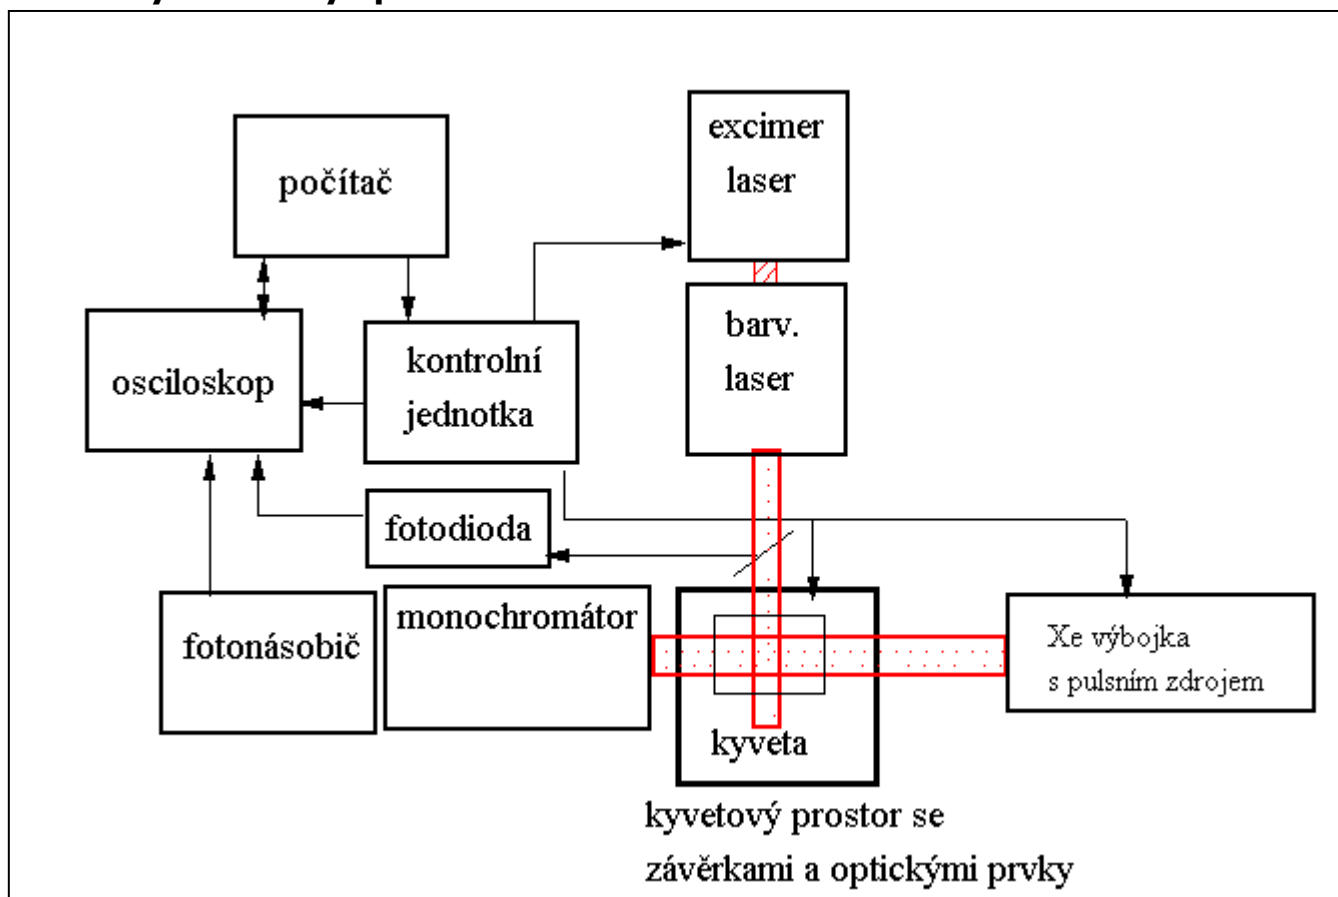 excimer
laser
počítač
barv.
laser
kontrolní
jednotka
osciloskop
fotodioda
monochromátor
fotonásobič
Xe výbojka
s pulsním zdrojem
kyveta
kyvetový prostor se
závěrkami a optickými prvky